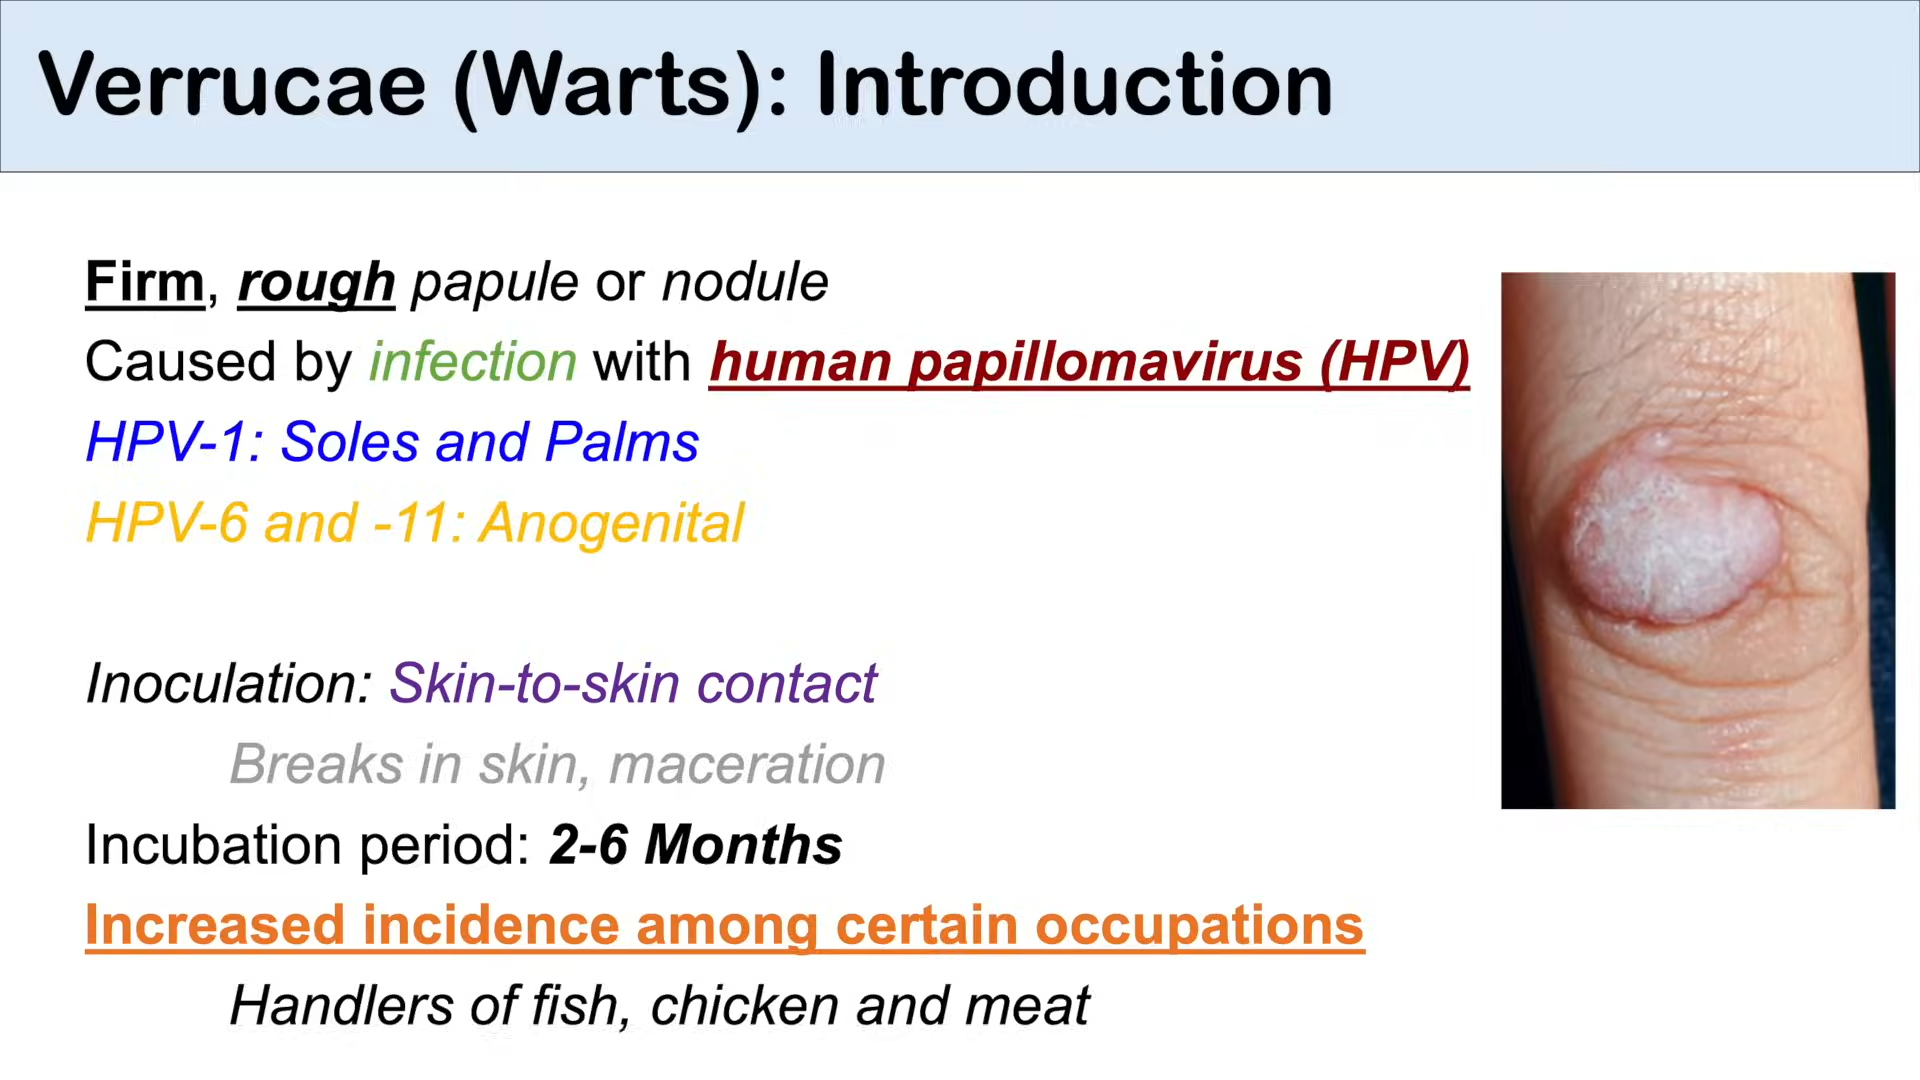 Verrucae (Warts): Introduction
Firm, rough papule or nodule
Caused by infection with human papillomavirus (HPV)
HPV-1: Soles and Palms
HPV-6 and -11: Anogenital
Inoculation: Skin-to-skin contact
Breaks in skin, maceration
Incubation period: 2-6 Months
Increased incidence among certain occupations
Handlers of fish, chicken and meat